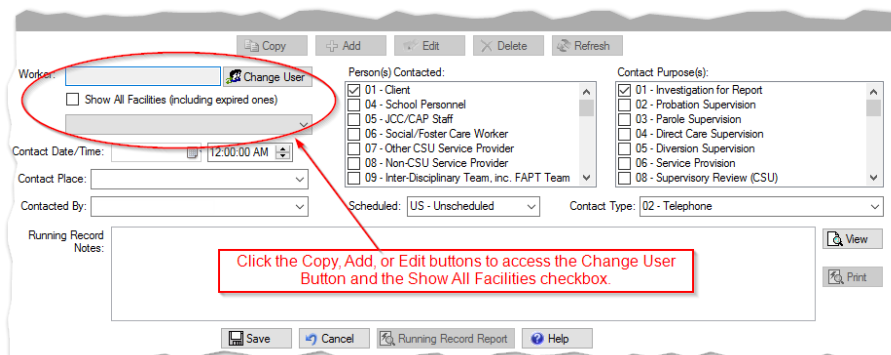 Copy Add Edit Delete Refresh
Worker: Change User
Show All Facilities (including expired ones)
Contact Date/Time: 12:00:00 AM
Contact Place:
Contacted By:
Person(s) Contacted:
01 - Client
04 - School Personnel
05 - JCC/CAP Staff
06 - Social/Foster Care Worker
07 - Other CSU Service Provider
08 - Non-CSU Service Provider
09 - Inter-Disciplinary Team, inc. FAPT Team
Contact Purpose(s):
01 - Investigation for Report
02 - Probation Supervision
03 - Parole Supervision
04 - Direct Care Supervision
05 - Diversion Supervision
06 - Service Provision
08 - Supervisory Review (CSU)
Scheduled: US - Unscheduled
Contact Type: 02 - Telephone
Running Record
Notes:
Click the Copy, Add, or Edit buttons to access the Change User
Button and the Show All Facilities checkbox.
View
Print
Save Cancel Running Record Report Help